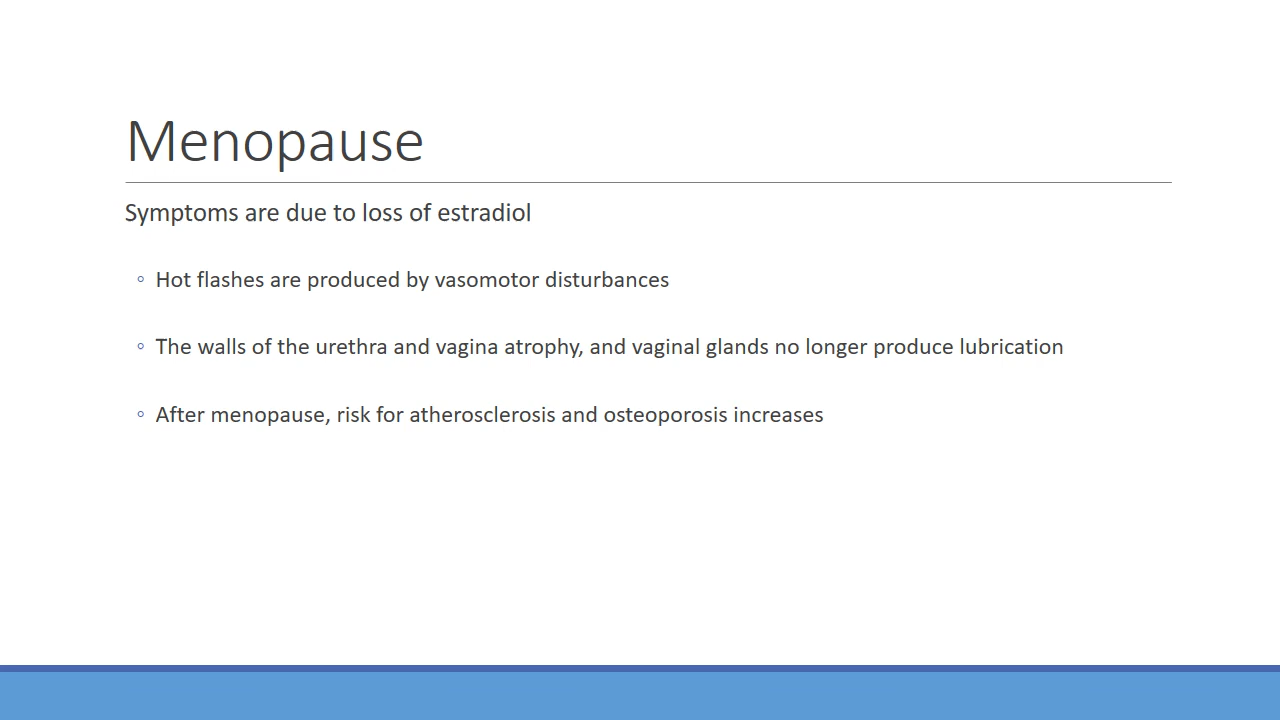 Menopause
Symptoms are due to loss of estradiol
◦ Hot flashes are produced by vasomotor disturbances
◦ The walls of the urethra and vagina atrophy, and vaginal glands no longer produce lubrication
◦ After menopause, risk for atherosclerosis and osteoporosis increases